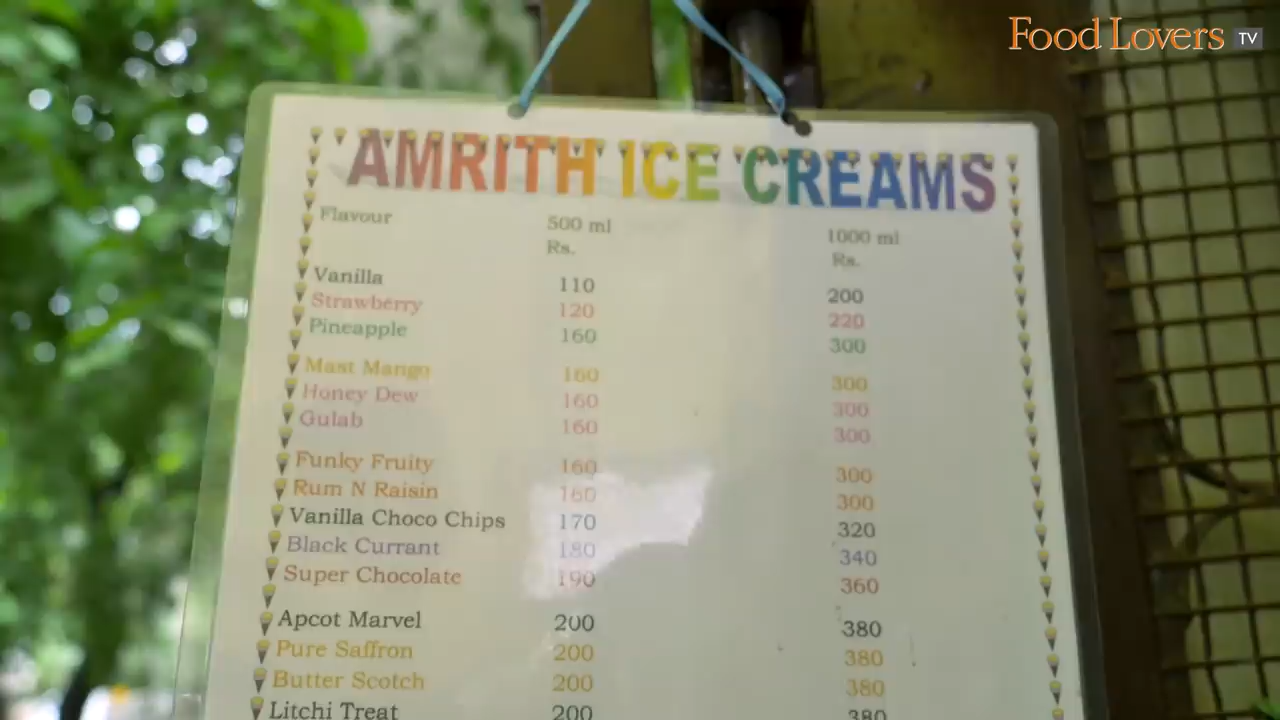 Food Lovers TV
AMRITH ICE CREAMS
Flavour 500 ml 1000 ml
Rs. Rs.
Vanilla 110 200
Strawberry 120 220
Pineapple 160 300
Mast Mango 160 300
Honey Dew 160 300
Gulab 160 300
Funky Fruity 160 300
Rum N Raisin 160 300
Vanilla Choco Chips 170 320
Black Currant 180 340
Super Chocolate 190 360
Apcot Marvel 200 380
Pure Saffron 200 380
Butter Scotch 200 380
Litchi Treat 200 380